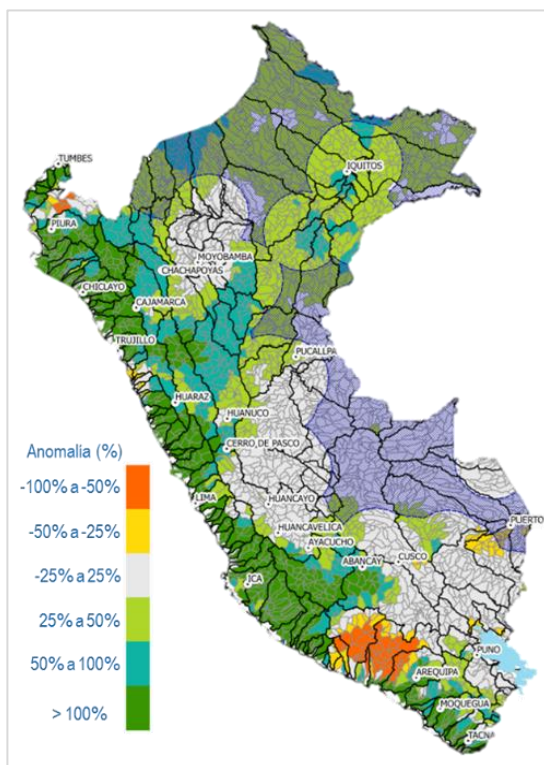 TUMBES
IQUITOS
PIURA
MOYOBAMBA
CHACHAPOYAS
CHICLAYO
CAJAMARCA
TRUJILLO
PUCALLPA
HUARAZ
HUANUCO
CERRO DE PASCO
Anomalia (%)
-100% a -50%
-50% a -25%
-25% a 25%
25% a 50%
50% a 100%
> 100%
LIMA
HUANCAYO
PUERTO
HUANCAVELICA
AYACUCHO
ABANCAY
CUSCO
ICA
PUNO
AREQUIPA
MOQUEGUA
TACNA